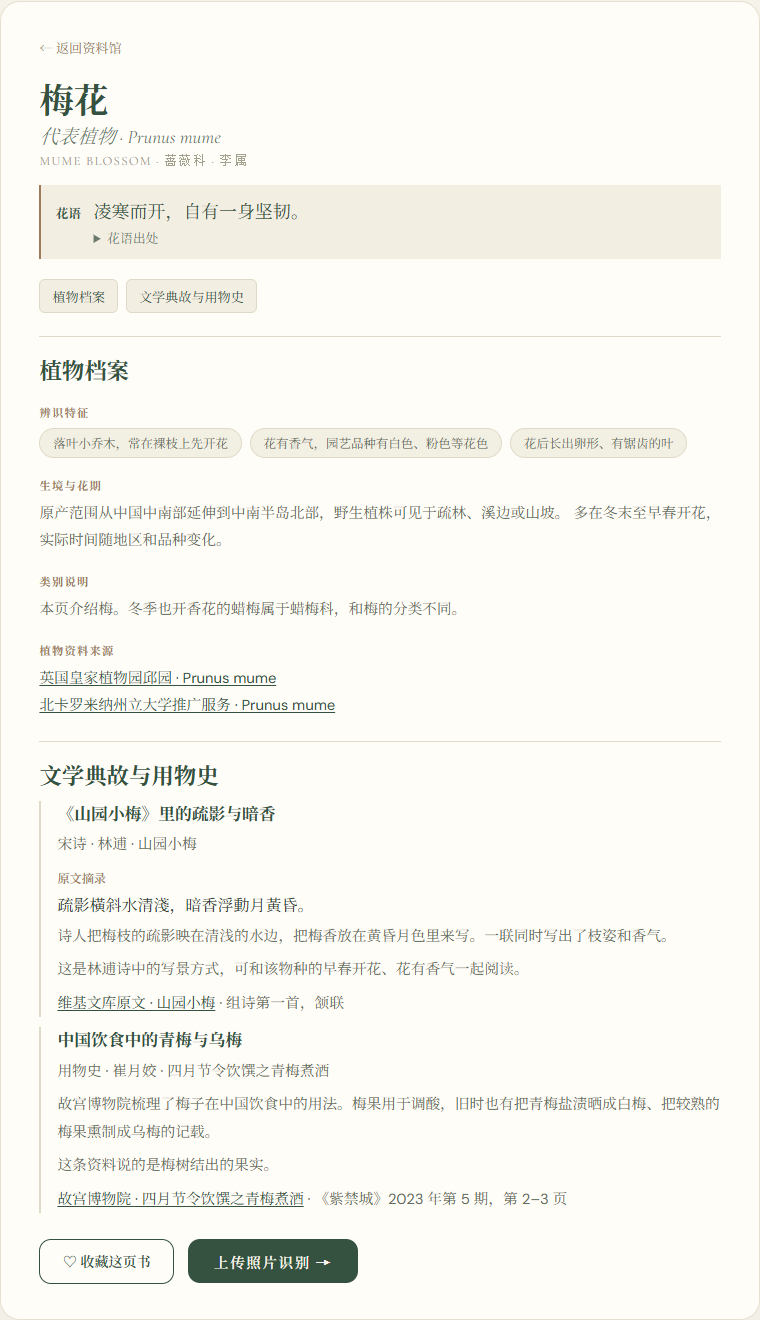 ← 返回资料馆
梅花
代表植物 · Prunus mume
MUME BLOSSOM · 蔷薇科 · 李属
花语 凌寒而开，自有一身坚韧。
▶ 花语出处
植物档案 文学典故与用物史
植物档案
辨识特征
落叶小乔木，常在裸枝上先开花 花有香气，园艺品种有白色、粉色等花色 花后长出卵形、有锯齿的叶
生境与花期
原产范围从中国中南部延伸到中南半岛北部，野生植株可见于疏林、溪边或山坡。 多在冬末至早春开花，
实际时间随地区和品种变化。
类别说明
本页介绍梅。冬季也开香花的蜡梅属于蜡梅科，和梅的分类不同。
植物资料来源
英国皇家植物园邱园 · Prunus mume
北卡罗来纳州立大学推广服务 · Prunus mume
文学典故与用物史
《山园小梅》里的疏影与暗香
宋诗 · 林逋 · 山园小梅
原文摘录
疏影橫斜水清淺，暗香浮動月黃昏。
诗人把梅枝的疏影映在清浅的水边，把梅香放在黄昏月色里来写。一联同时写出了枝姿和香气。
这是林逋诗中的写景方式，可和该物种的早春开花、花有香气一起阅读。
维基文库原文 · 山园小梅 · 组诗第一首，颔联
中国饮食中的青梅与乌梅
用物史 · 崔月姣 · 四月节令饮馔之青梅煮酒
故宫博物院梳理了梅子在中国饮食中的用法。梅果用于调酸，旧时也有把青梅盐渍晒成白梅、把较熟的
梅果熏制成乌梅的记载。
这条资料说的是梅树结出的果实。
故宫博物院 · 四月节令饮馔之青梅煮酒 · 《紫禁城》2023 年第 5 期，第 2–3 页
♡ 收藏这页书 上传照片识别 →